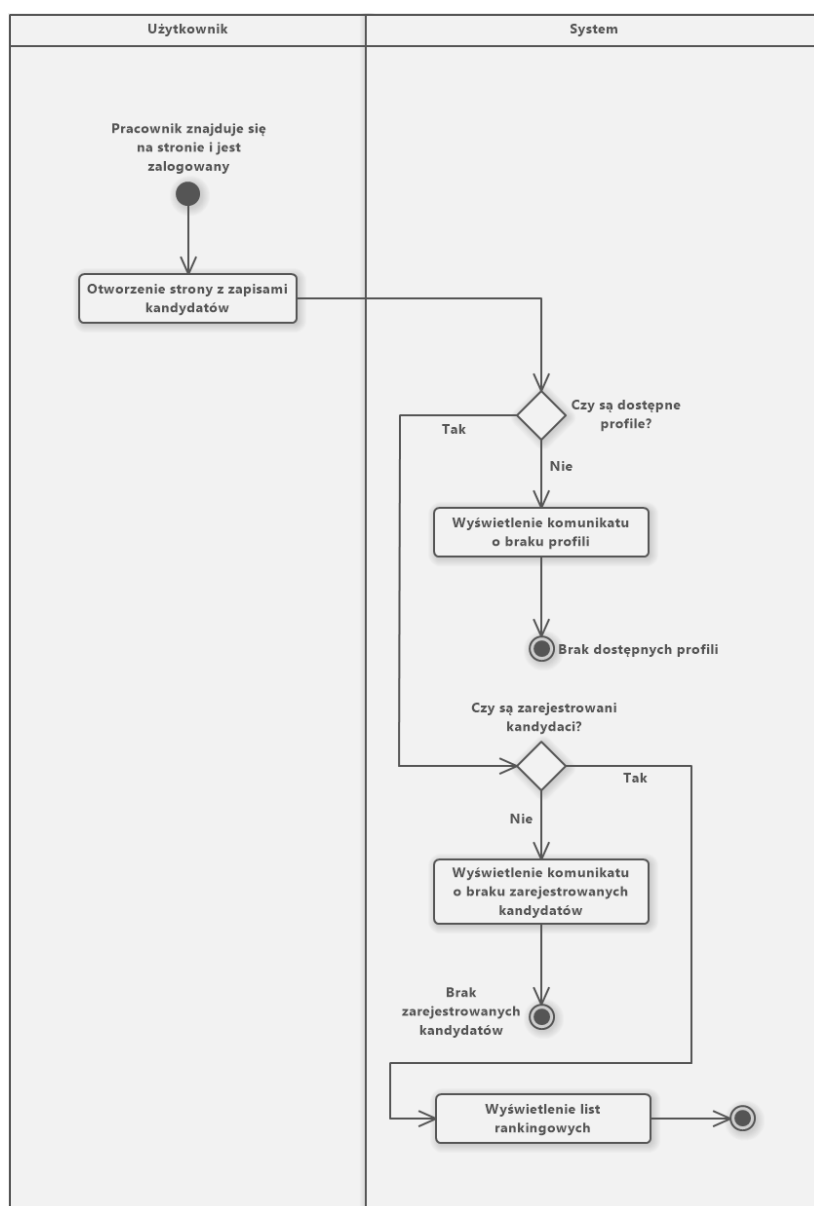 Użytkownik
System
Pracownik znajduje się
na stronie i jest
zalogowany
Otworzenie strony z zapisami
kandydatów
Czy są dostępne
profile?
Tak
Nie
Wyświetlenie komunikatu
o braku profili
Brak dostępnych profili
Czy są zarejestrowani
kandydaci?
Tak
Nie
Wyświetlenie komunikatu
o braku zarejestrowanych
kandydatów
Brak
zarejestrowanych
kandydatów
Wyświetlenie list
rankingowych